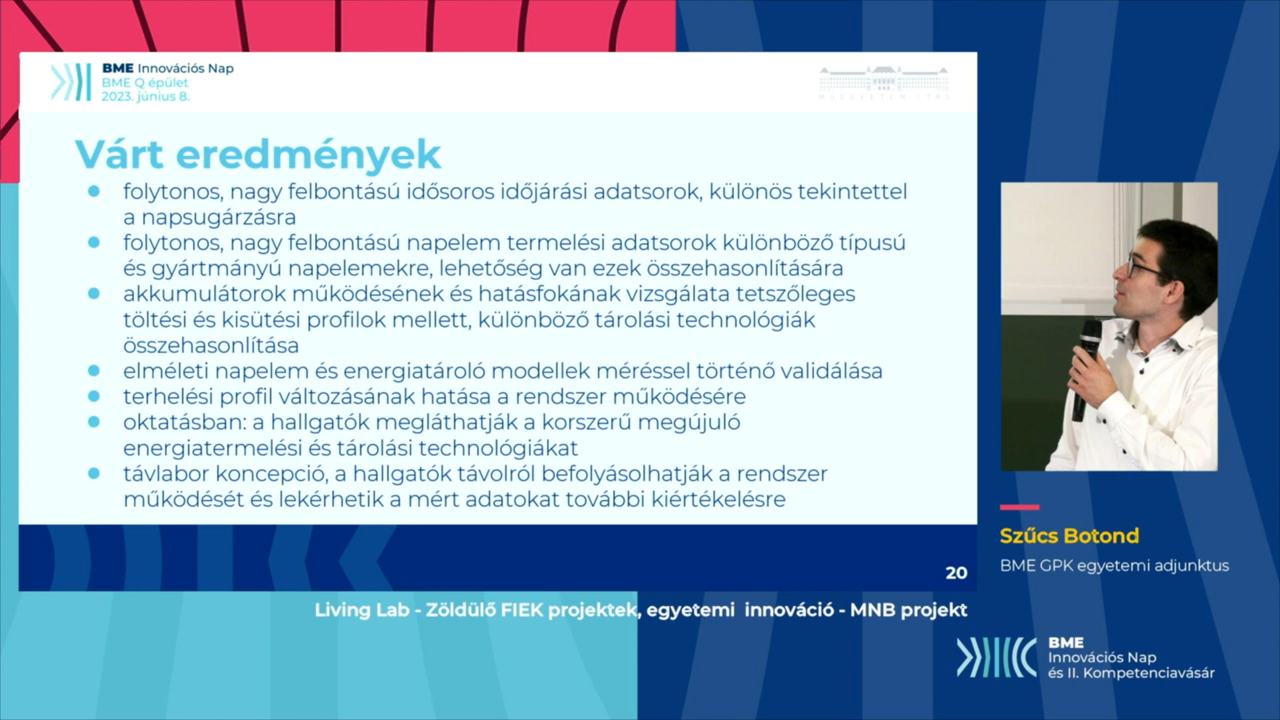 BME Innovációs Nap
BME Q épület
2023. június 8.
MŰEGYETEM 1782
Várt eredmények
folytonos, nagy felbontású idősoros időjárási adatsorok, különös tekintettel
a napsugárzásra
folytonos, nagy felbontású napelem termelési adatsorok különböző típusú
és gyártmányú napelemekre, lehetőség van ezek összehasonlítására
akkumulátorok működésének és hatásfokának vizsgálata tetszőleges
töltési és kisütési profilok mellett, különböző tárolási technológiák
összehasonlítása
elméleti napelem és energiatároló modellek méréssel történő validálása
terhelési profil változásának hatása a rendszer működésére
oktatásban: a hallgatók megláthatják a korszerű megújuló
energiatermelési és tárolási technológiákat
távlabor koncepció, a hallgatók távolról befolyásolhatják a rendszer
működését és lekérhetik a mért adatokat további kiértékelésre
20
Szűcs Botond
BME GPK egyetemi adjunktus
Living Lab - Zöldülő FIEK projektek, egyetemi innováció - MNB projekt
BME
Innovációs Nap
és II. Kompetenciavásár